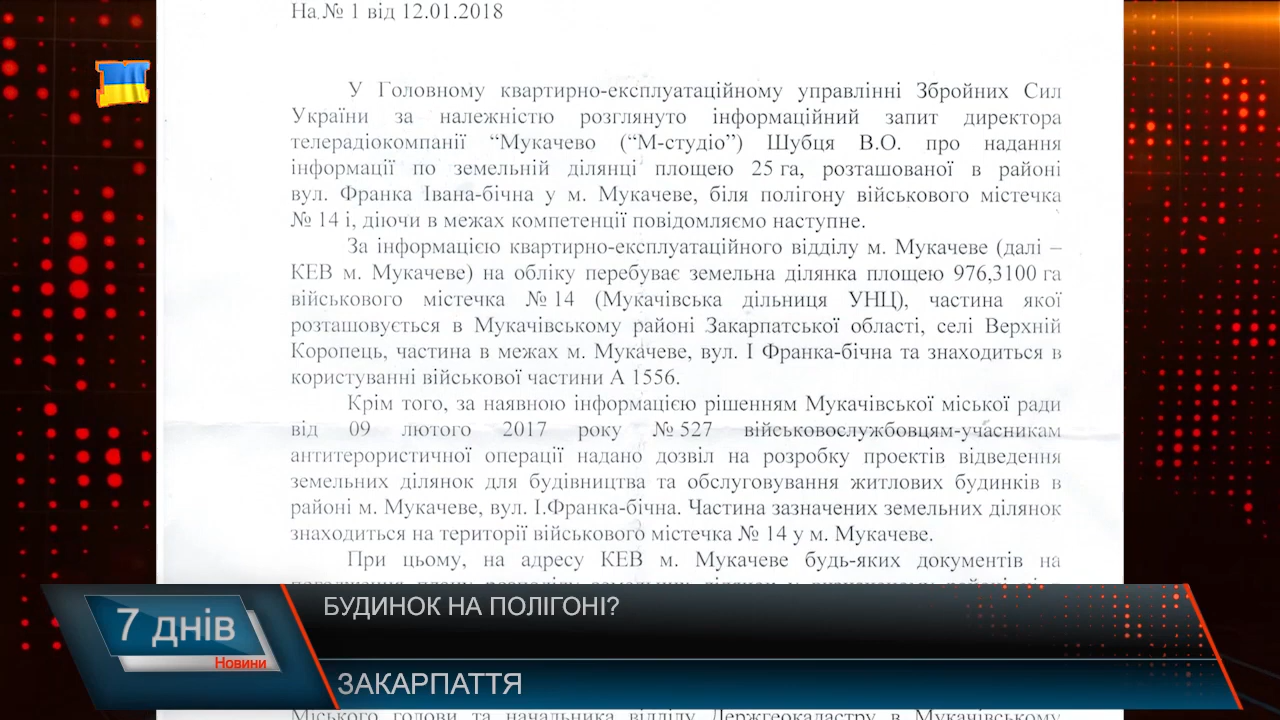 На № 1 від 12.01.2018
У Головному квартирно-експлуатаційному управлінні Збройних Сил
України за належністю розглянуто інформаційний запит директора
телерадіокомпанії “Мукачево (“М-студіо”) Шубця В.О. про надання
інформації по земельній ділянці площею 25 га, розташованої в районі
вул. Франка Івана-бічна у м. Мукачеве, біля полігону військового містечка
№ 14 і, діючи в межах компетенції повідомляємо наступне.
За інформацією квартирно-експлуатаційного відділу м. Мукачеве (далі –
КЕВ м. Мукачеве) на обліку перебуває земельна ділянка площею 976,3100 га
військового містечка № 14 (Мукачівська дільниця УНЦ), частина якої
розташовується в Мукачівському районі Закарпатської області, селі Верхній
Коропець, частина в межах м. Мукачеве, вул. І Франка-бічна та знаходиться в
користуванні військової частини А 1556.
Крім того, за наявною інформацією рішенням Мукачівської міської ради
від 09 лютого 2017 року № 527 військовослужбовцям-учасникам
антитерористичної операції надано дозвіл на розробку проектів відведення
земельних ділянок для будівництва та обслуговування житлових будинків в
районі м. Мукачеве, вул. І.Франка-бічна. Частина зазначених земельних ділянок
знаходиться на території військового містечка № 14 у м. Мукачеве.
При цьому, на адресу КЕВ м. Мукачеве будь-яких документів на
7 днів
Новини
БУДИНОК НА ПОЛІГОНІ?
ЗАКАРПАТТЯ
Міського голови та начальника відділу Держгеокадастру в Мукачівському